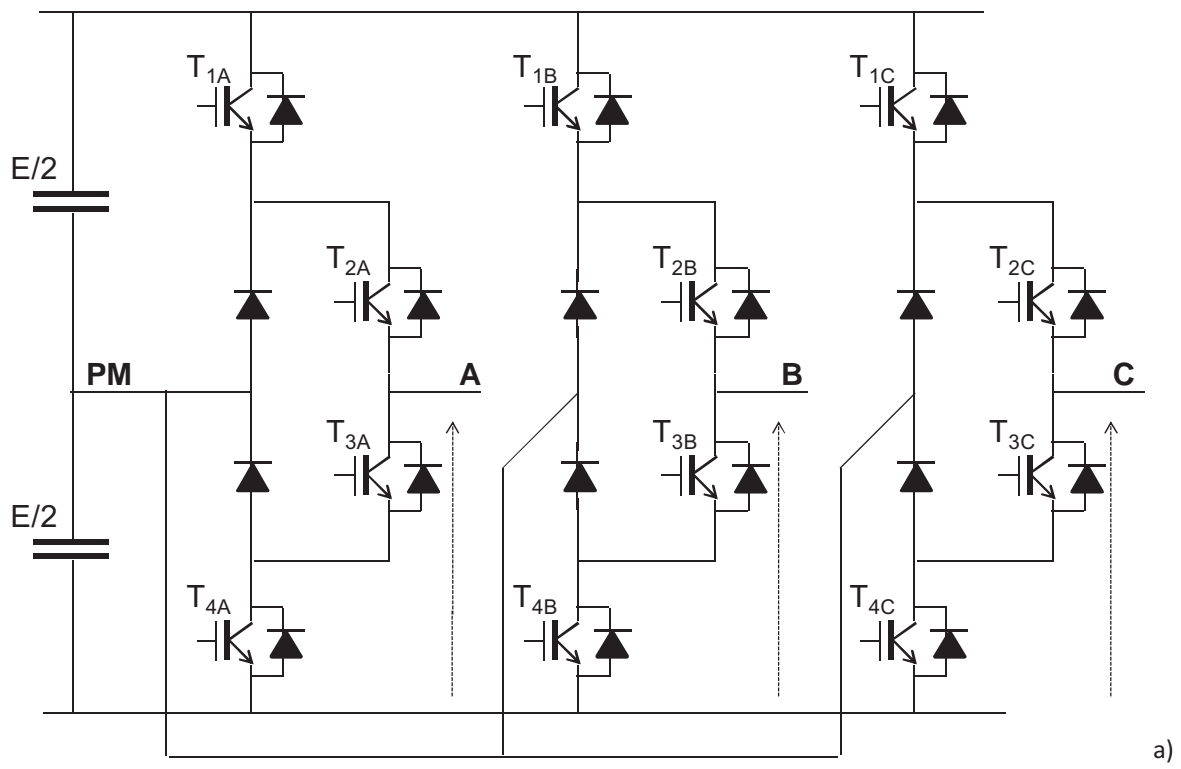 T1A T1B T1C
E/2
T2A T2B T2C
PM A B C
T3A T3B T3C
E/2
T4A T4B T4C
a)